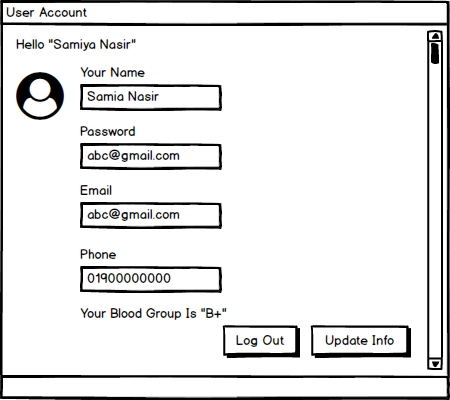 User Account
Hello "Samiya Nasir"
Your Name
Samia Nasir
Password
abc@gmail.com
Email
abc@gmail.com
Phone
01900000000
Your Blood Group Is "B+"
Log Out
Update Info